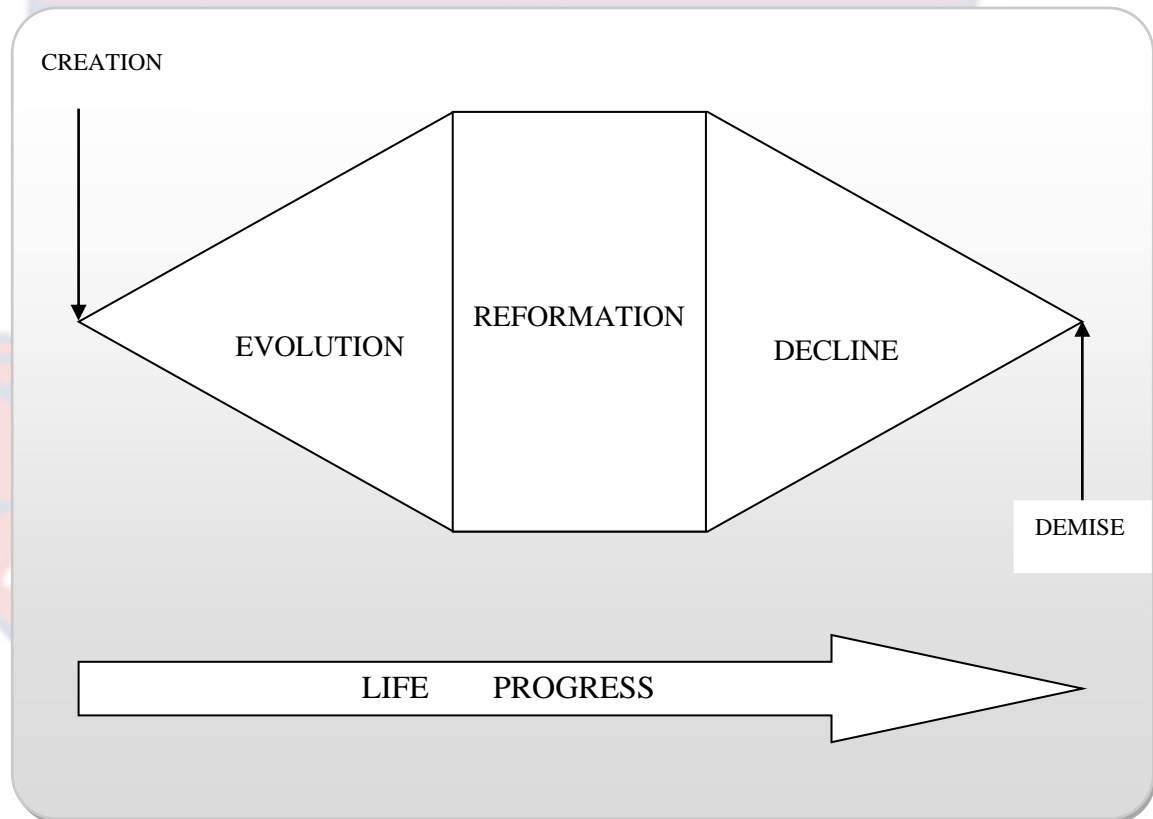 CREATION
REFORMATION
EVOLUTION
DECLINE
DEMISE
LIFE PROGRESS